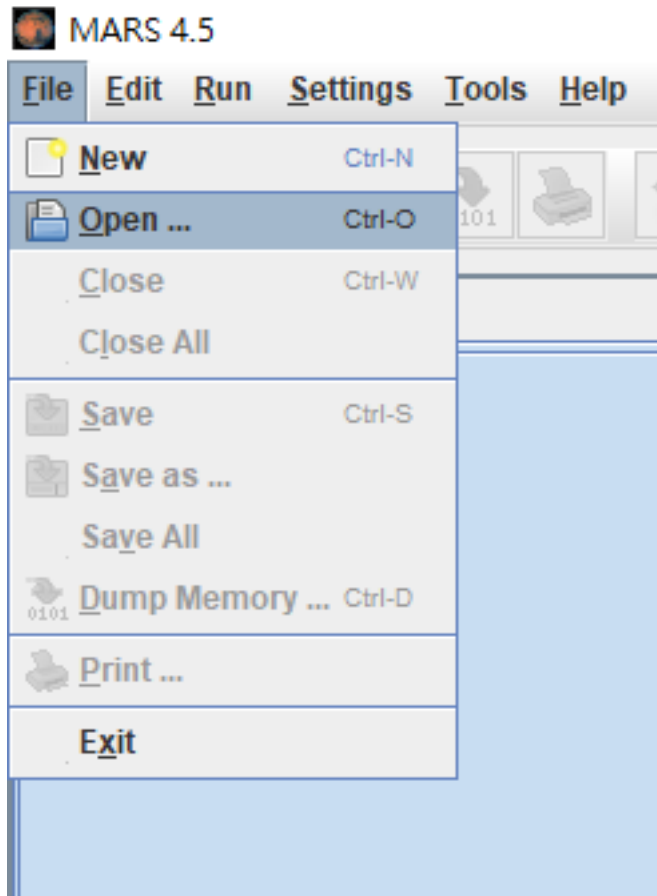 MARS 4.5
File Edit Run Settings Tools Help
New Ctrl-N
Open ... Ctrl-O
Close Ctrl-W
Close All
Save Ctrl-S
Save as ...
Save All
Dump Memory ... Ctrl-D
Print ...
Exit
101
0101